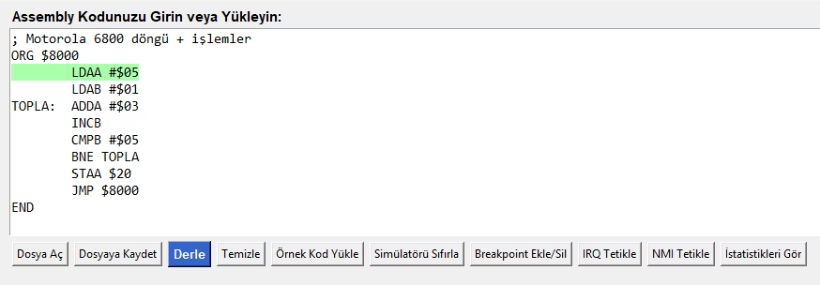 Assembly Kodunuzu Girin veya Yükleyin:
; Motorola 6800 döngü + işlemler
ORG $8000
        LDAA #$05
        LDAB #$01
TOPLA:  ADDA #$03
        INCB
        CMPB #$05
        BNE TOPLA
        STAA $20
        JMP $8000
END
Dosya Aç Dosyaya Kaydet Derle Temizle Örnek Kod Yükle Simülatörü Sıfırla Breakpoint Ekle/Sil IRQ Tetikle NMI Tetikle İstatistikleri Gör